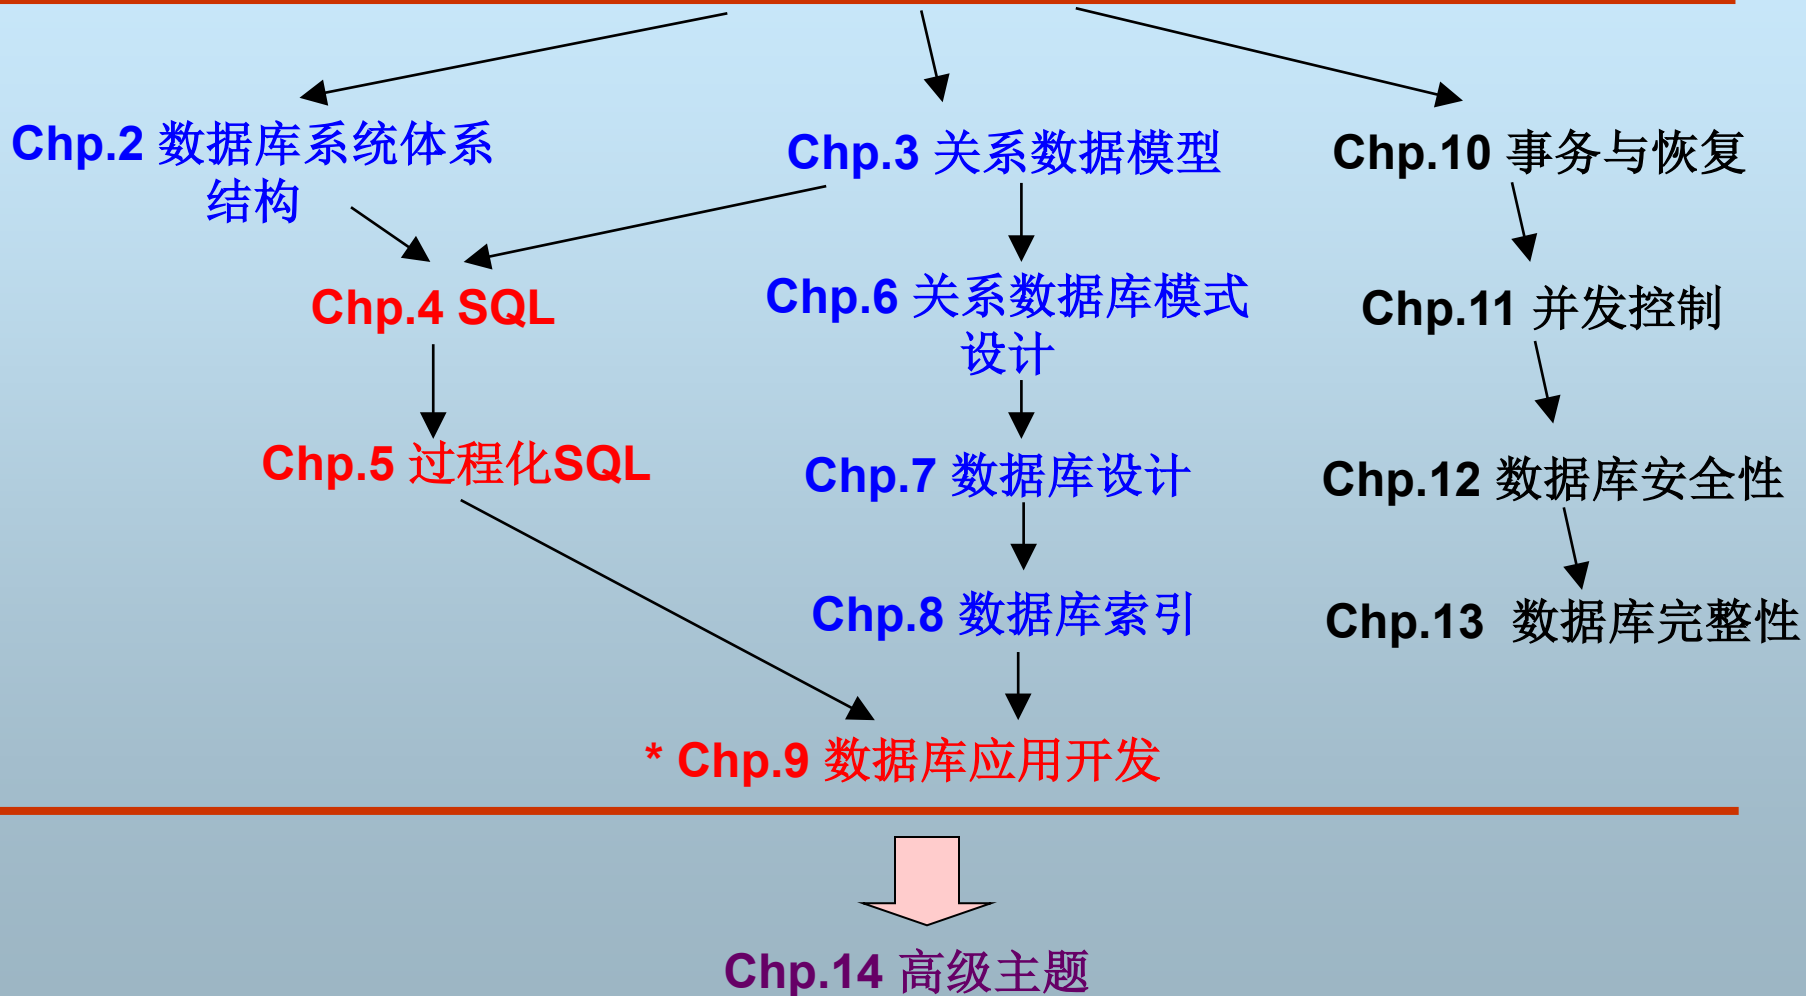 Chp.2 数据库系统体系
结构
Chp.3 关系数据模型
Chp.10 事务与恢复
Chp.4 SQL
Chp.6 关系数据库模式
设计
Chp.11 并发控制
Chp.5 过程化SQL
Chp.7 数据库设计
Chp.12 数据库安全性
Chp.8 数据库索引
Chp.13 数据库完整性
* Chp.9 数据库应用开发
Chp.14 高级主题